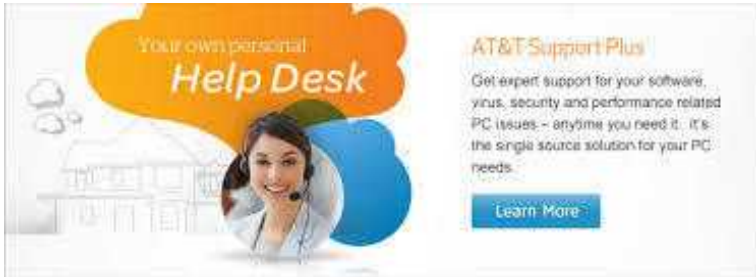 Your own personal
Help Desk
AT&T Support Plus
Get expert support for your software,
virus, security and performance related
PC issues – anytime you need it. It's
the single source solution for your PC
needs.
Learn More